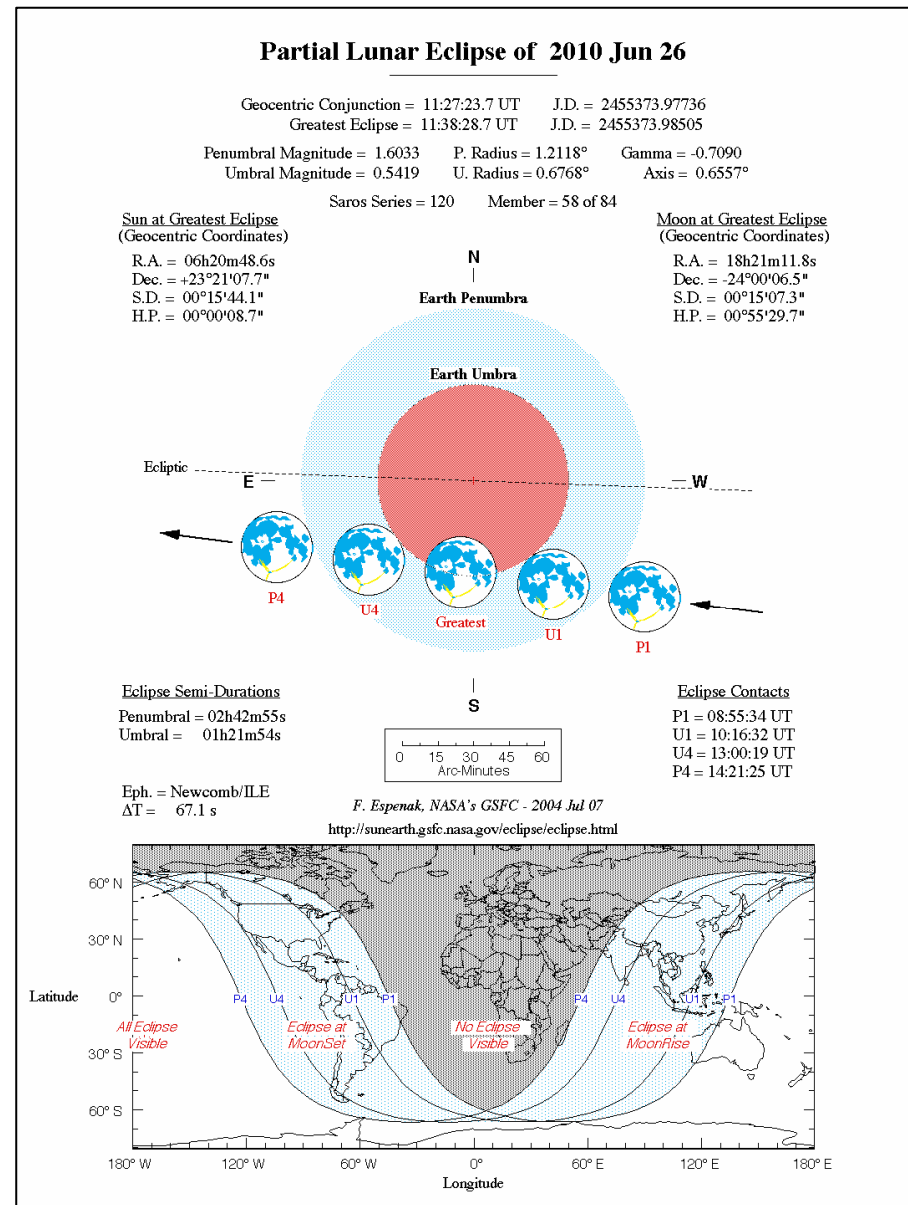 Partial Lunar Eclipse of 2010 Jun 26
Geocentric Conjunction = 11:27:23.7 UT J.D. = 2455373.97736
Greatest Eclipse = 11:38:28.7 UT J.D. = 2455373.98505
Penumbral Magnitude = 1.6033 P. Radius = 1.2118° Gamma = -0.7090
Umbral Magnitude = 0.5419 U. Radius = 0.6768° Axis = 0.6557°
Saros Series = 120 Member = 58 of 84
Sun at Greatest Eclipse
(Geocentric Coordinates)
R.A. = 06h20m48.6s
Dec. = +23°21'07.7"
S.D. = 00°15'44.1"
H.P. = 00°00'08.7"
Moon at Greatest Eclipse
(Geocentric Coordinates)
R.A. = 18h21m11.8s
Dec. = -24°00'06.5"
S.D. = 00°15'07.3"
H.P. = 00°55'29.7"
N
Earth Penumbra
Earth Umbra
Ecliptic
E
W
P4
U4
Greatest
U1
P1
S
Eclipse Semi-Durations
Penumbral = 02h42m55s
Umbral = 01h21m54s
Eclipse Contacts
P1 = 08:55:34 UT
U1 = 10:16:32 UT
U4 = 13:00:19 UT
P4 = 14:21:25 UT
0 15 30 45 60
Arc-Minutes
Eph. = Newcomb/ILE
ΔT = 67.1 s
F. Espenak, NASA's GSFC - 2004 Jul 07
http://sunearth.gsfc.nasa.gov/eclipse/eclipse.html
60° N
30° N
Latitude 0°
30° S
60° S
P4 U4 U1 P1 P4 U4 U1 P1
All Eclipse Visible
Eclipse at MoonSet
No Eclipse Visible
Eclipse at MoonRise
180° W 120° W 60° W 0° 60° E 120° E 180° E
Longitude